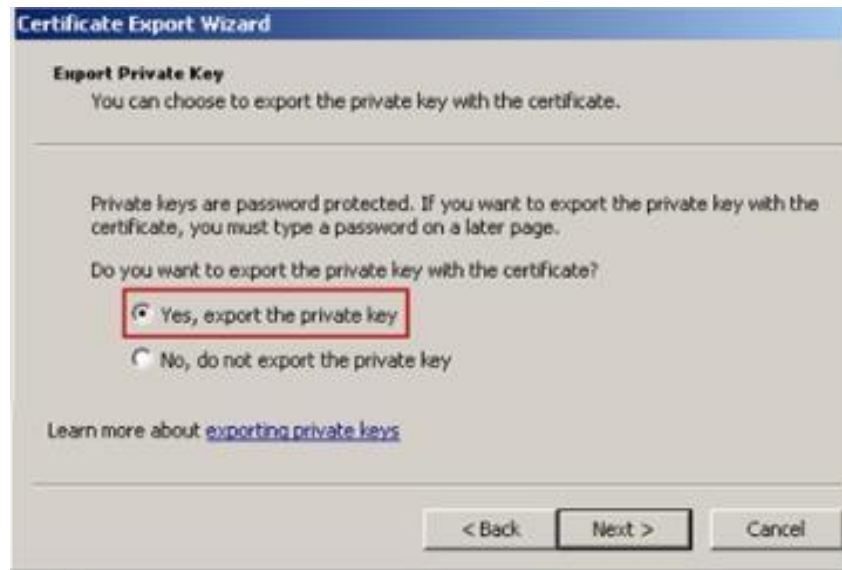 Certificate Export Wizard
Export Private Key
You can choose to export the private key with the certificate.
Private keys are password protected. If you want to export the private key with the
certificate, you must type a password on a later page.
Do you want to export the private key with the certificate?
Yes, export the private key
No, do not export the private key
Learn more about exporting private keys
< Back Next > Cancel